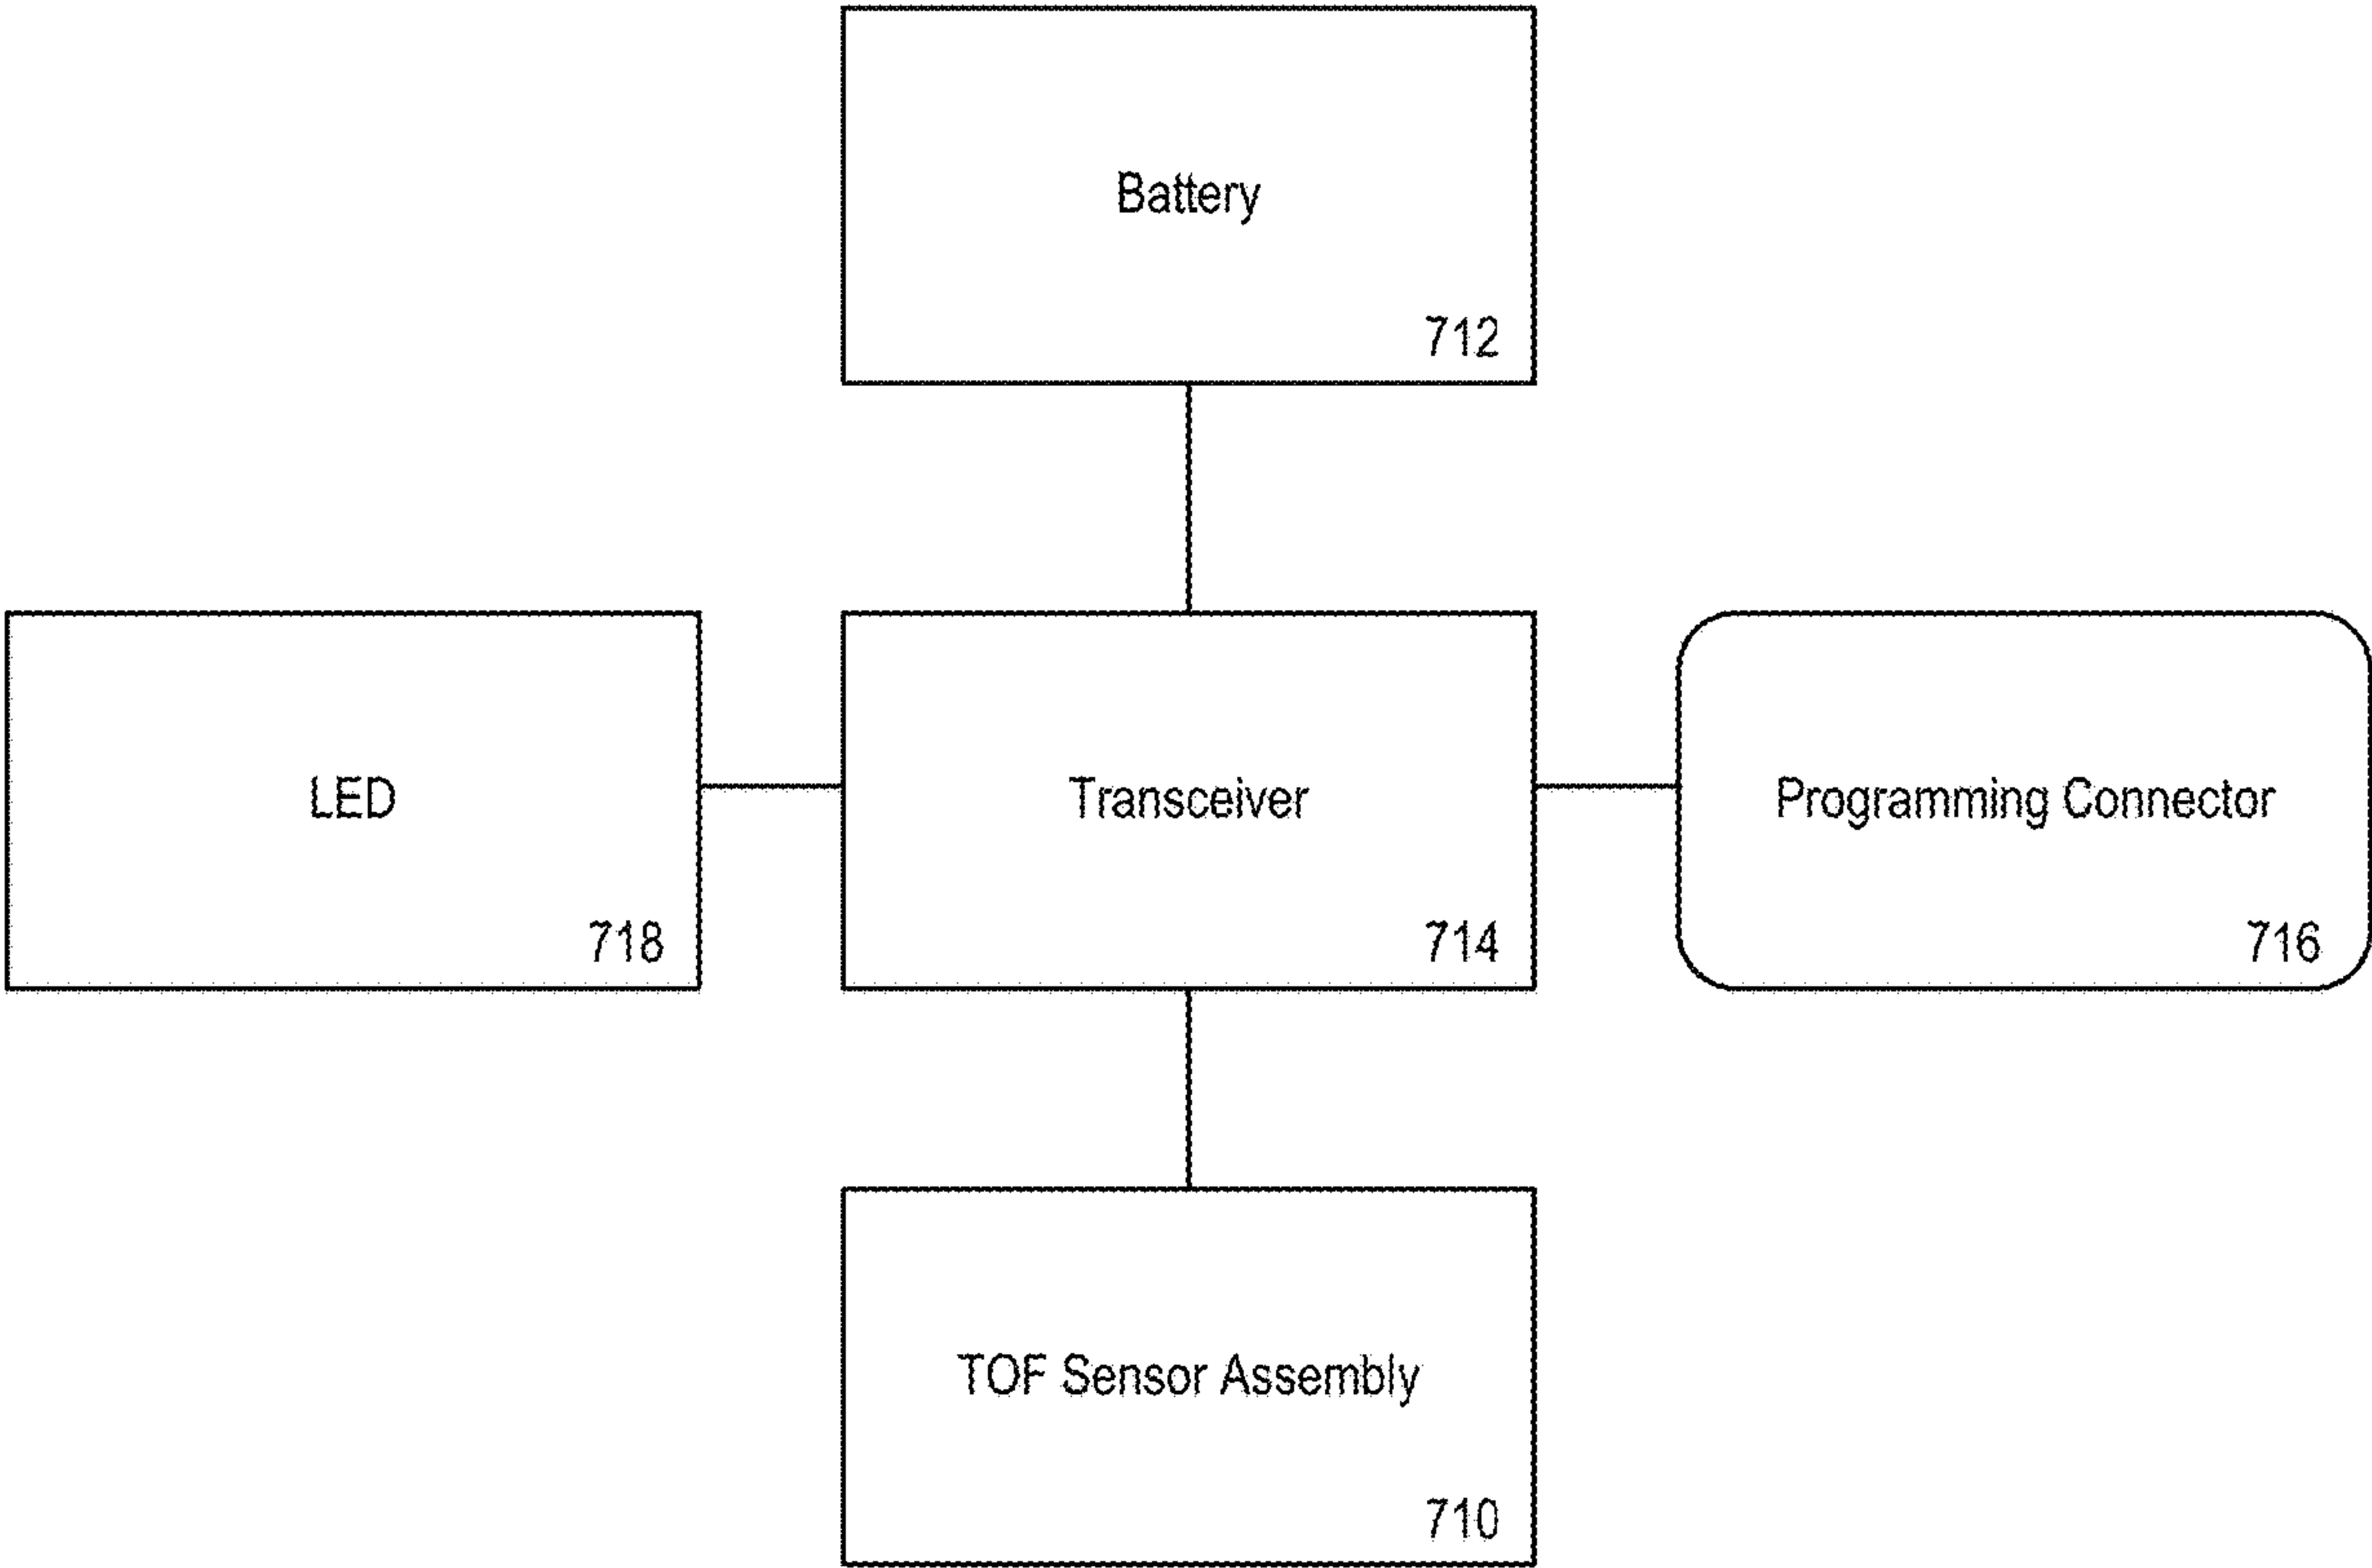 Battery
712
LED
718
Transceiver
714
Programming Connector
716
TOF Sensor Assembly
710